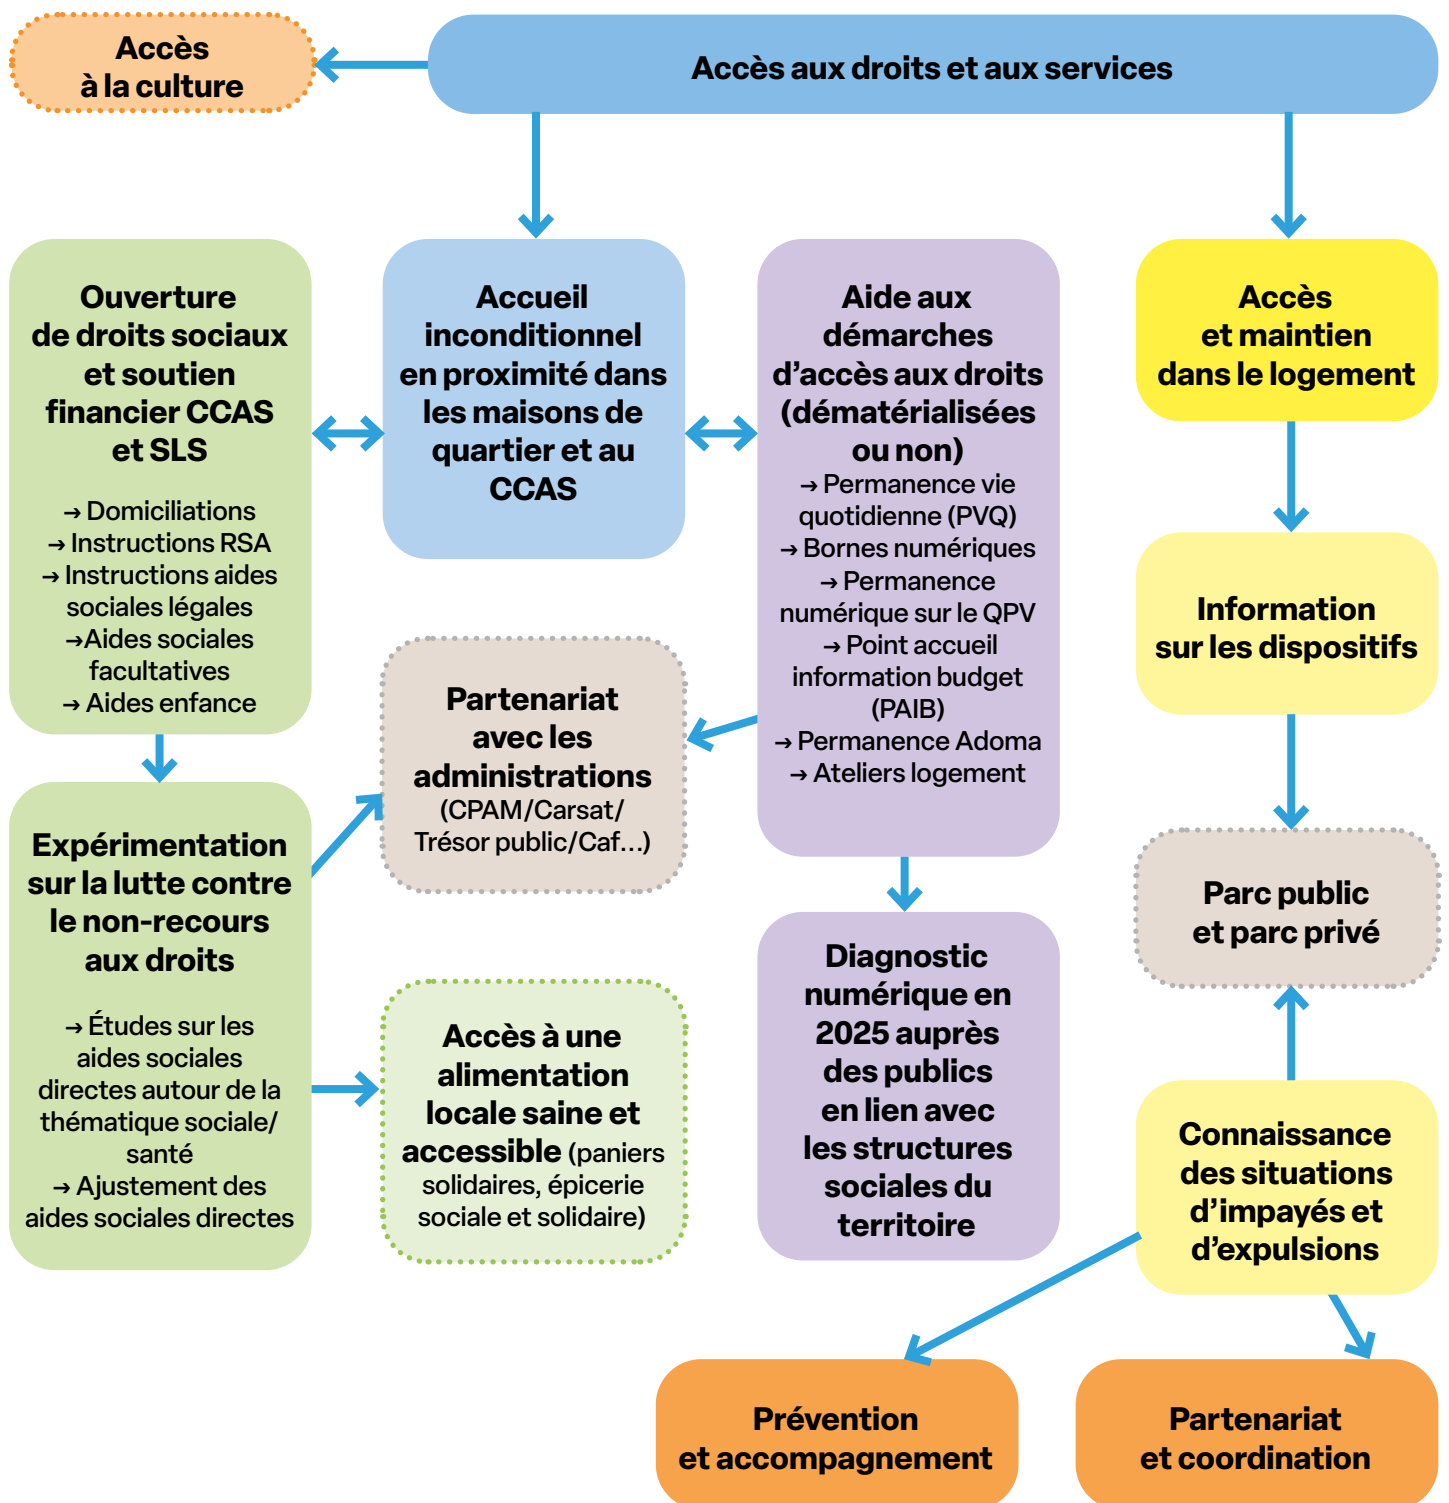 Accès
à la culture
Accès aux droits et aux services
Ouverture
de droits sociaux
et soutien
financier CCAS
et SLS
→ Domiciliations
→ Instructions RSA
→ Instructions aides
sociales légales
→Aides sociales
facultatives
→ Aides enfance
Accueil
inconditionnel
en proximité dans
les maisons de
quartier et au
CCAS
Aide aux
démarches
d’accès aux droits
(dématérialisées
ou non)
→ Permanence vie
quotidienne (PVQ)
→ Bornes numériques
→ Permanence
numérique sur le QPV
→ Point accueil
information budget
(PAIB)
→ Permanence Adoma
→ Ateliers logement
Accès
et maintien
dans le logement
Information
sur les dispositifs
Partenariat
avec les
administrations
(CPAM/Carsat/
Trésor public/Caf…)
Expérimentation
sur la lutte contre
le non-recours
aux droits
→ Études sur les
aides sociales
directes autour de la
thématique sociale/
santé
→ Ajustement des
aides sociales directes
Accès à une
alimentation
locale saine et
accessible (paniers
solidaires, épicerie
sociale et solidaire)
Diagnostic
numérique en
2025 auprès
des publics
en lien avec
les structures
sociales du
territoire
Parc public
et parc privé
Connaissance
des situations
d’impayés et
d’expulsions
Prévention
et accompagnement
Partenariat
et coordination